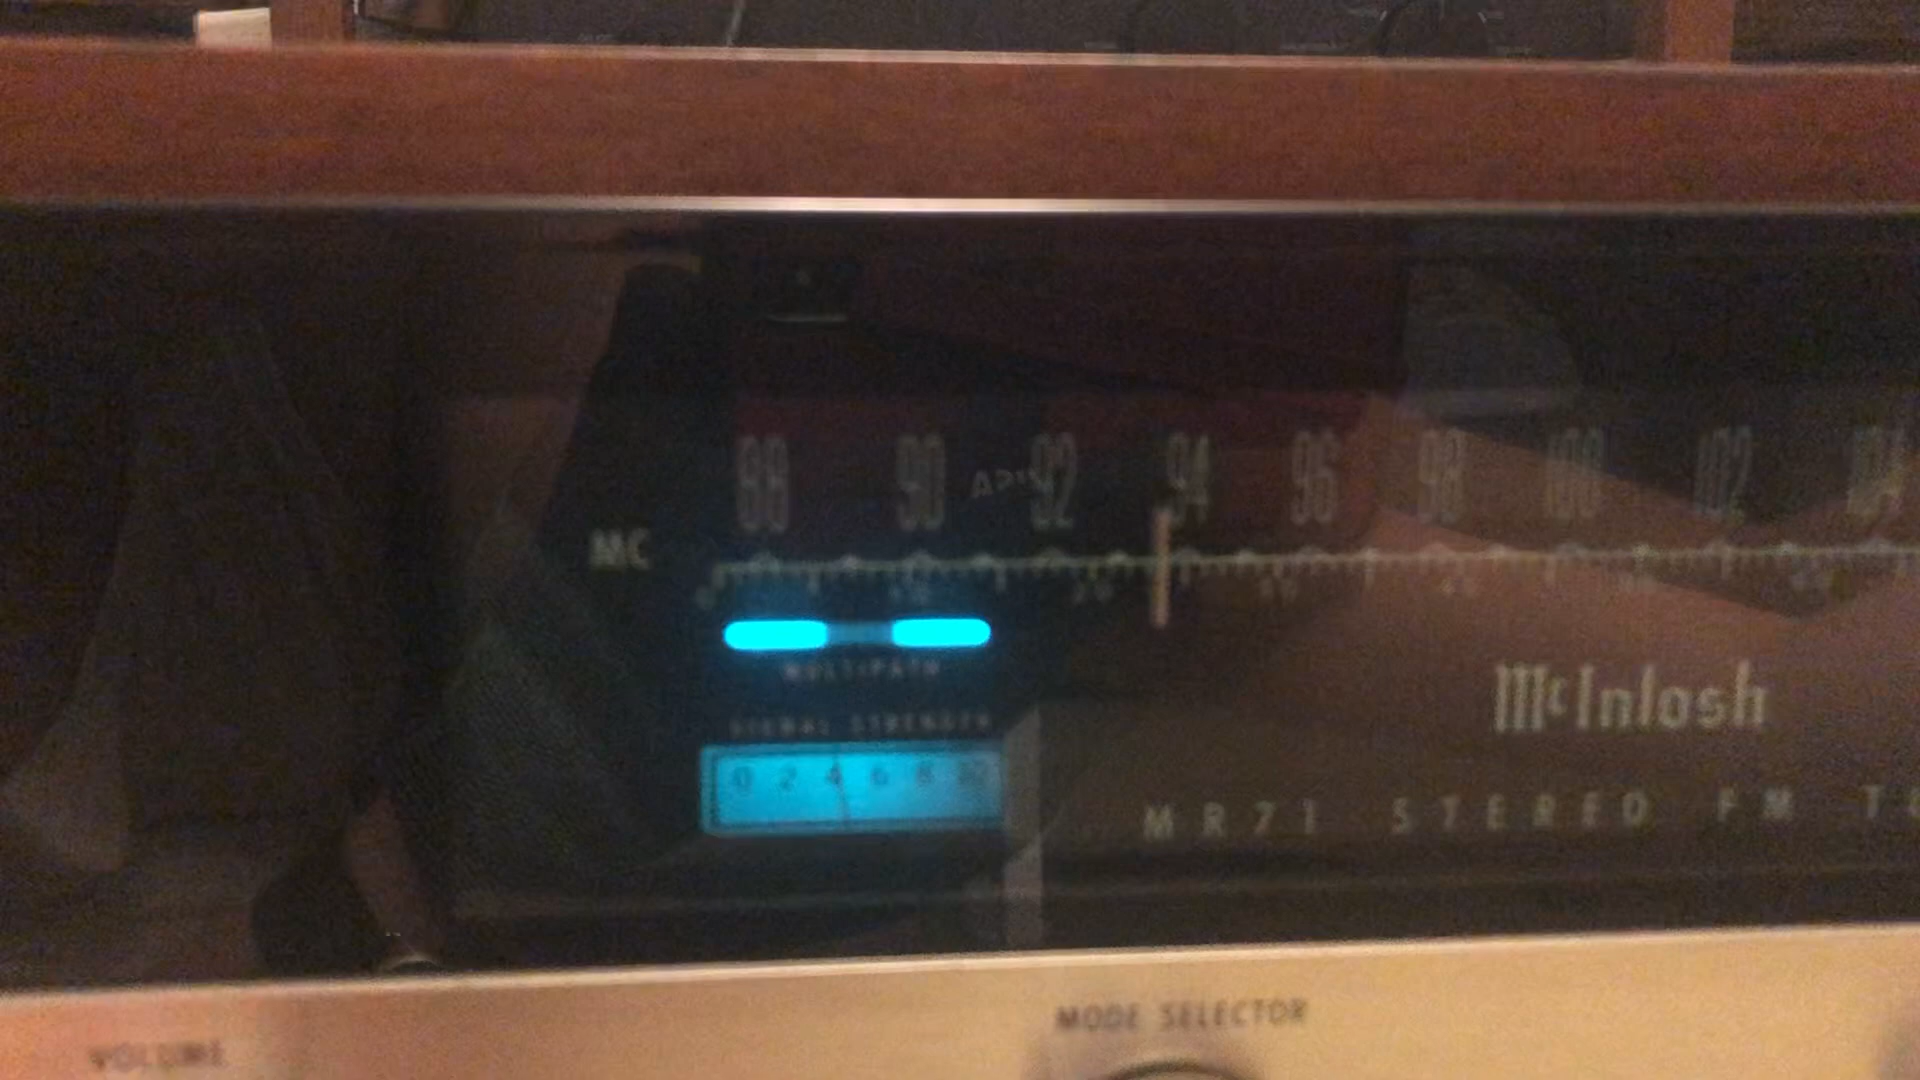 88 90 92 94 96 98 100 102 104
MC
MULTIPATH
SIGNAL STRENGTH
0 2 4 6 8 10
McIntosh
MR71 STEREO FM
MODE SELECTOR
VOLUME